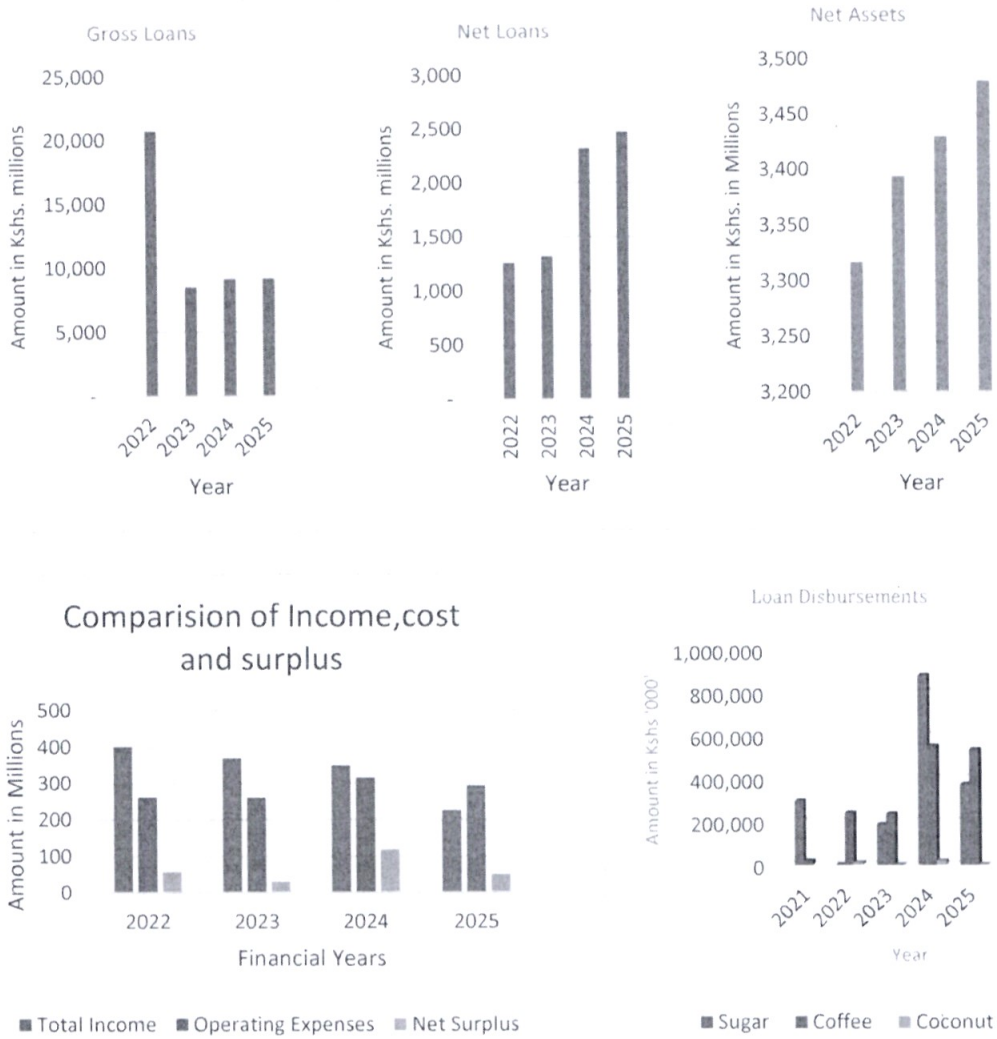 Gross Loans
Amount in Kshs. millions
25,000
20,000
15,000
10,000
5,000
-
2022
2023
2024
2025
Year
Net Loans
Amount in Kshs. millions
3,000
2,500
2,000
1,500
1,000
500
-
2022
2023
2024
2025
Year
Net Assets
Amount in Kshs. in Millions
3,500
3,450
3,400
3,350
3,300
3,250
3,200
2022
2023
2024
2025
Year
Comparision of Income,cost
and surplus
Amount in Millions
500
400
300
200
100
0
2022
2023
2024
2025
Financial Years
Total Income Operating Expenses Net Surplus
Loan Disbursements
Amount in Kshs '000'
1,000,000
800,000
600,000
400,000
200,000
0
2021
2022
2023
2024
2025
Year
Sugar Coffee Coconut